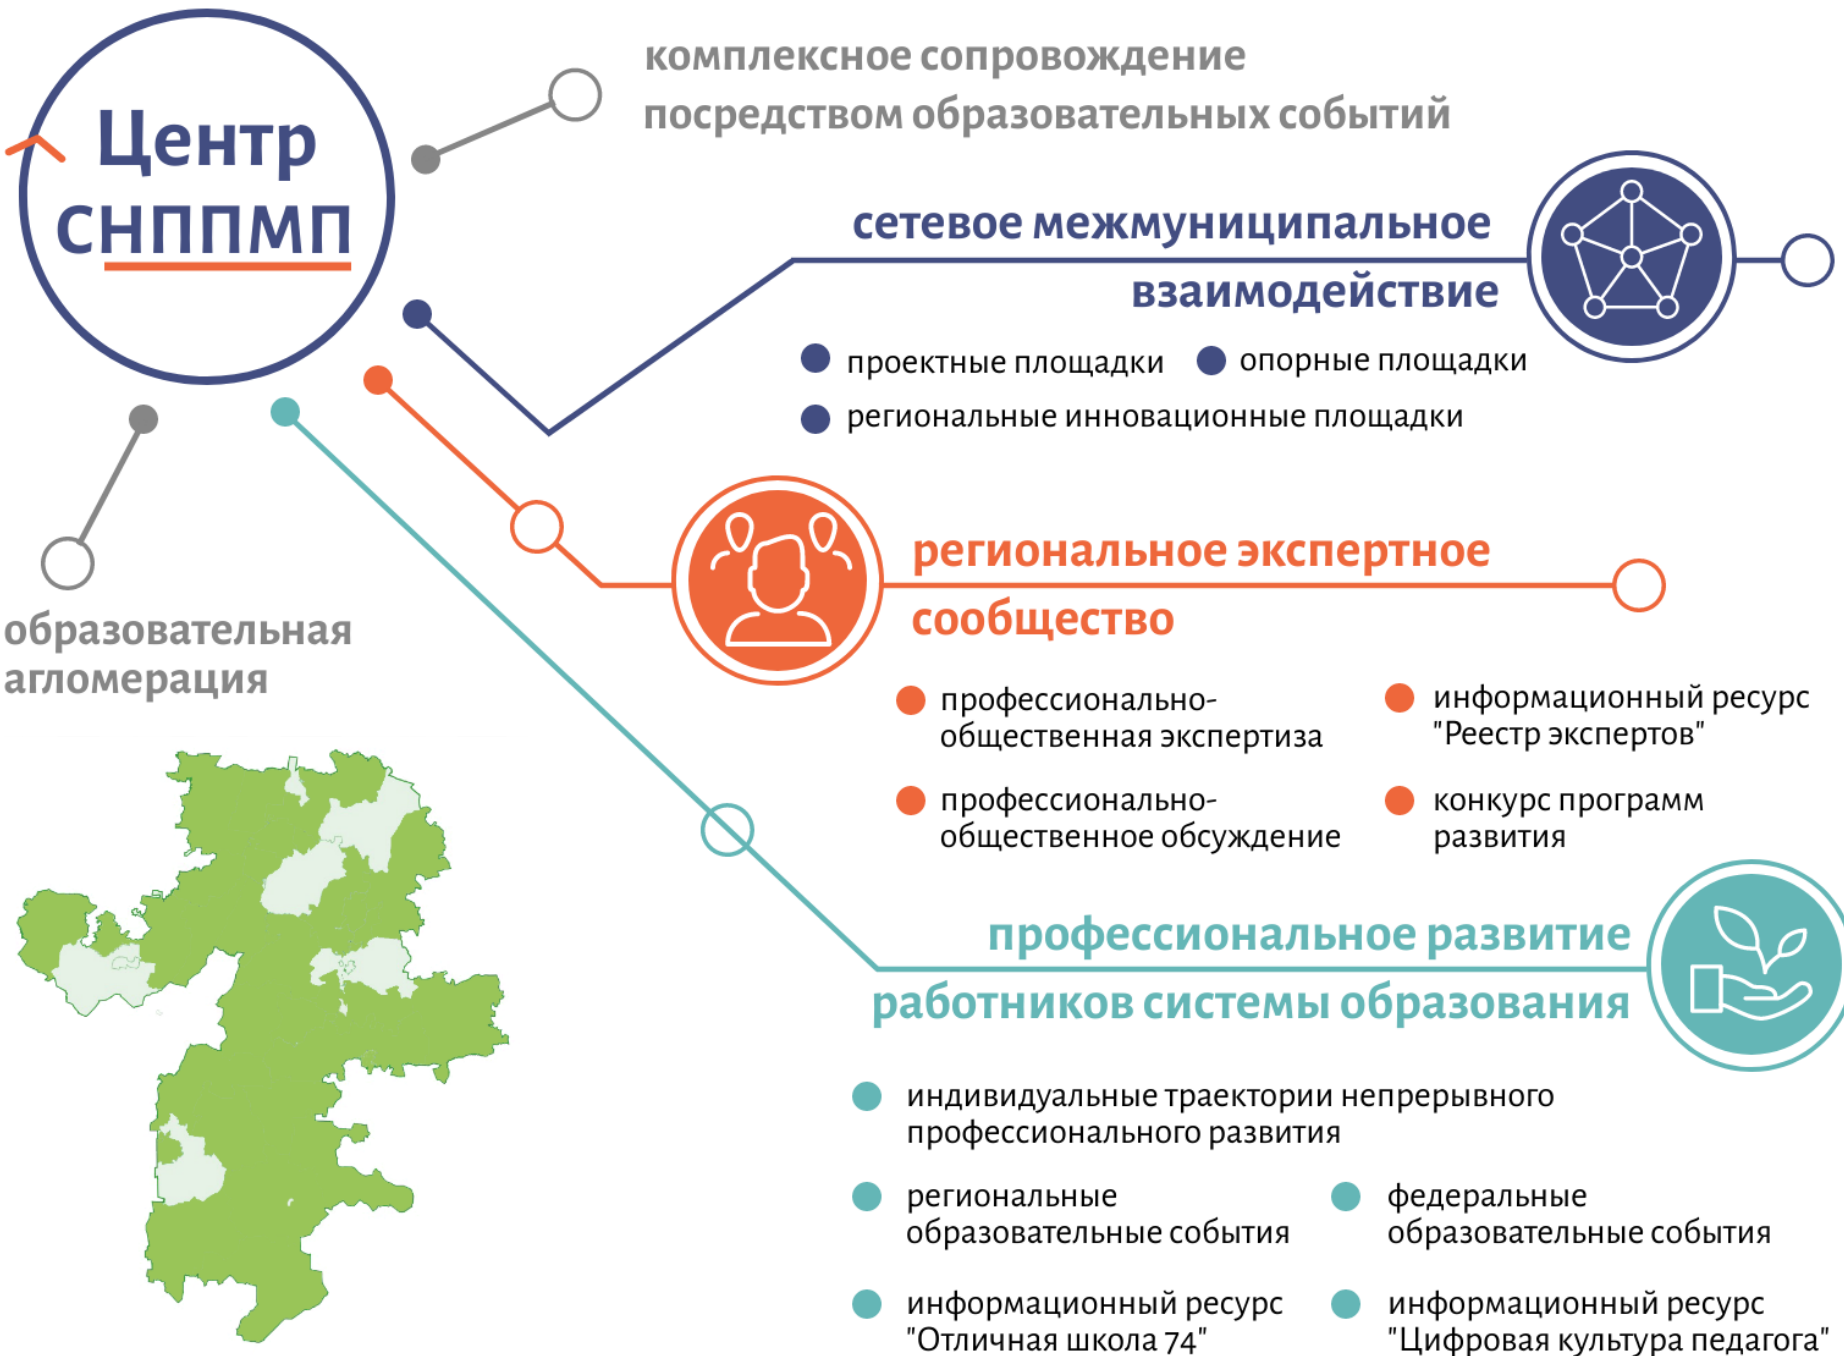 Центр
СНППМП
комплексное сопровождение
посредством образовательных событий
сетевое межмуниципальное
взаимодействие
проектные площадки
опорные площадки
региональные инновационные площадки
образовательная
агломерация
региональное экспертное
сообщество
профессионально-
общественная экспертиза
информационный ресурс
"Реестр экспертов"
профессионально-
общественное обсуждение
конкурс программ
развития
профессиональное развитие
работников системы образования
индивидуальные траектории непрерывного
профессионального развития
региональные
образовательные события
федеральные
образовательные события
информационный ресурс
"Отличная школа 74"
информационный ресурс
"Цифровая культура педагога"